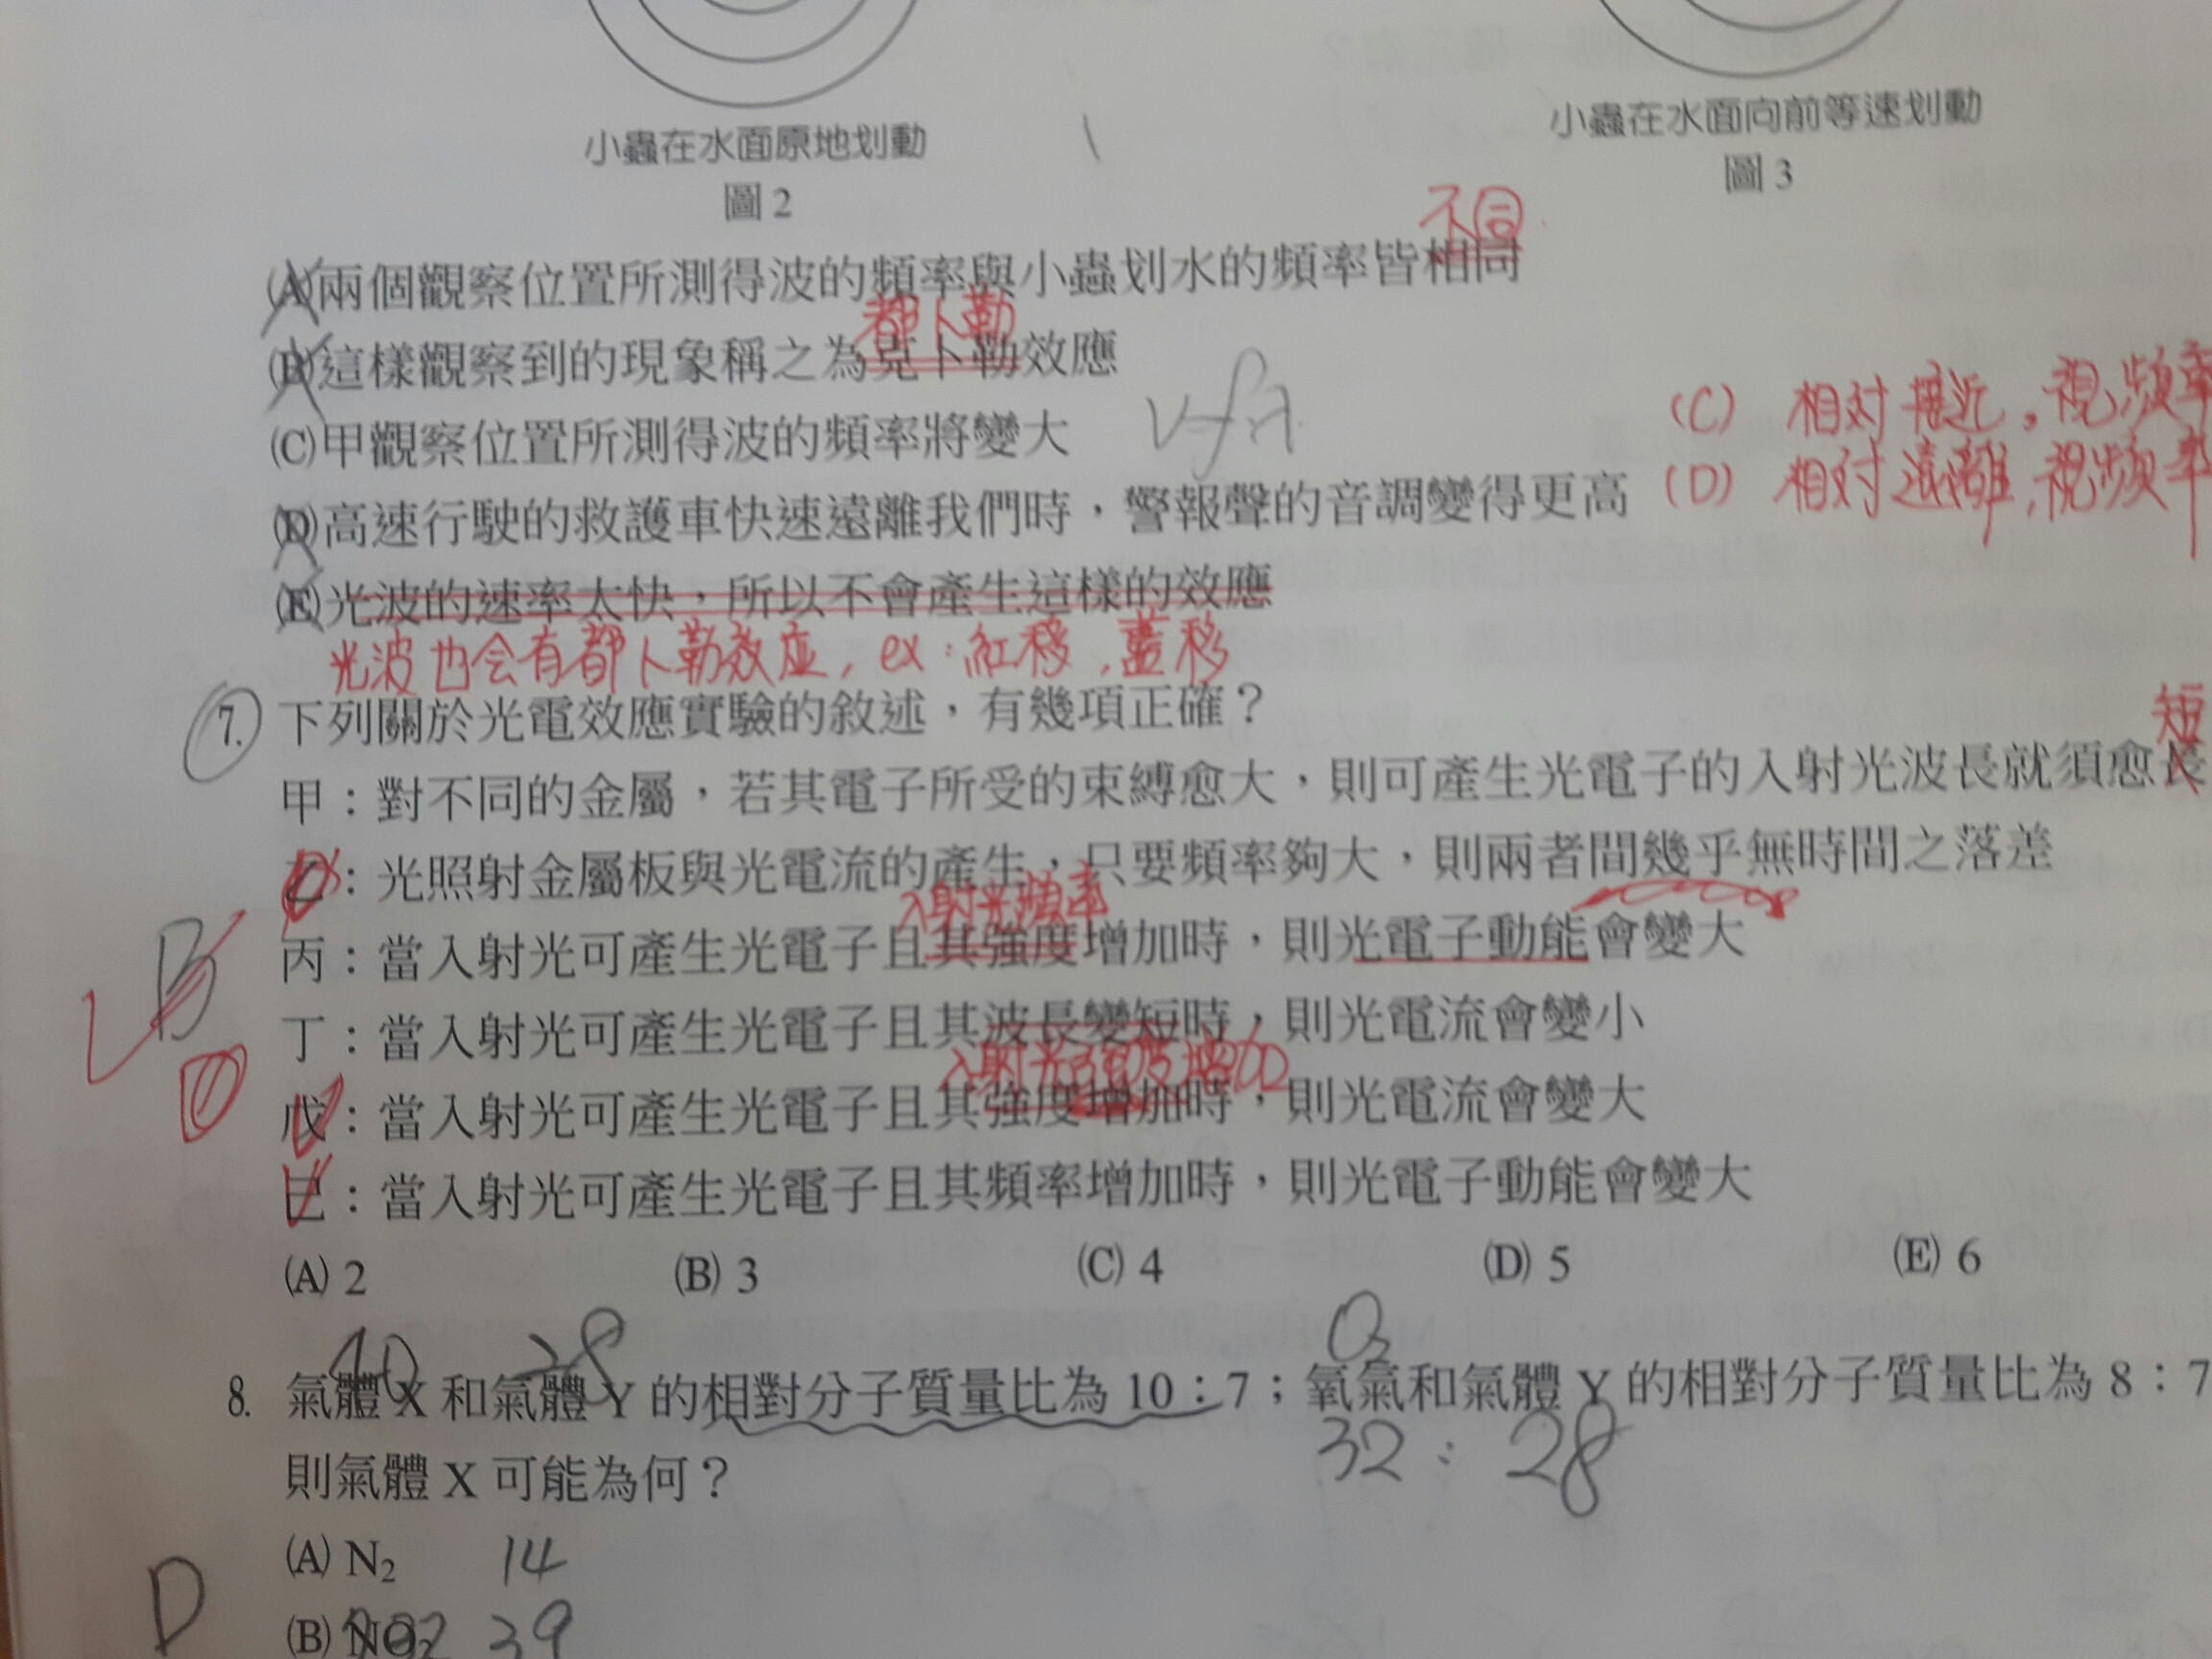 小蟲在水面原地划動
圖 2
小蟲在水面向前等速划動
圖 3
不同
(A)兩個觀察位置所測得波的頻率與小蟲划水的頻率皆相同
都卜勒
(B)這樣觀察到的現象稱之為克卜勒效應
(C)甲觀察位置所測得波的頻率將變大
v=fλ
(C) 相対接近,視頻率
(D)高速行駛的救護車快速遠離我們時,警報聲的音調變得更高
(D) 相対遠離,視頻率
(E)光波的速率太快,所以不會產生這樣的效應
光波也会有都卜勒效应, ex:紅移,藍移
7. 下列關於光電效應實驗的敘述,有幾項正確?
短
甲:對不同的金屬,若其電子所受的束縛愈大,則可產生光電子的入射光波長就須愈長
乙:光照射金屬板與光電流的產生,只要頻率夠大,則兩者間幾乎無時間之落差
入射光頻率
丙:當入射光可產生光電子且其強度增加時,則光電子動能會變大
B
丁:當入射光可產生光電子且其波長變短時,則光電流會變小
入射光強度增加
戊:當入射光可產生光電子且其強度增加時,則光電流會變大
己:當入射光可產生光電子且其頻率增加時,則光電子動能會變大
(A) 2 (B) 3 (C) 4 (D) 5 (E) 6
40 28 O2
8. 氣體 X 和氣體 Y 的相對分子質量比為 10:7;氧氣和氣體 Y 的相對分子質量比為 8:7
32 : 28
則氣體 X 可能為何?
(A) N2 14
D
(B) NO2 39